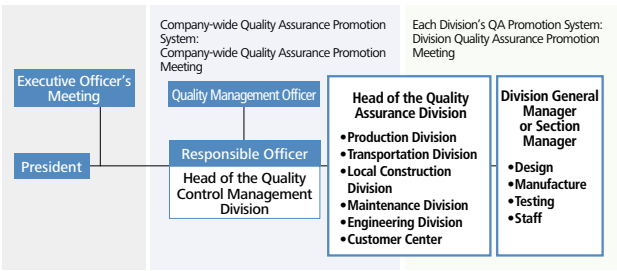 Company-wide Quality Assurance Promotion
System:
Company-wide Quality Assurance Promotion
Meeting
Each Division's QA Promotion System:
Division Quality Assurance Promotion
Meeting
Executive Officer's
Meeting
President
Quality Management Officer
Responsible Officer
Head of the Quality
Control Management
Division
Head of the Quality
Assurance Division
•Production Division
•Transportation Division
•Local Construction
Division
•Maintenance Division
•Engineering Division
•Customer Center
Division General
Manager
or Section
Manager
•Design
•Manufacture
•Testing
•Staff